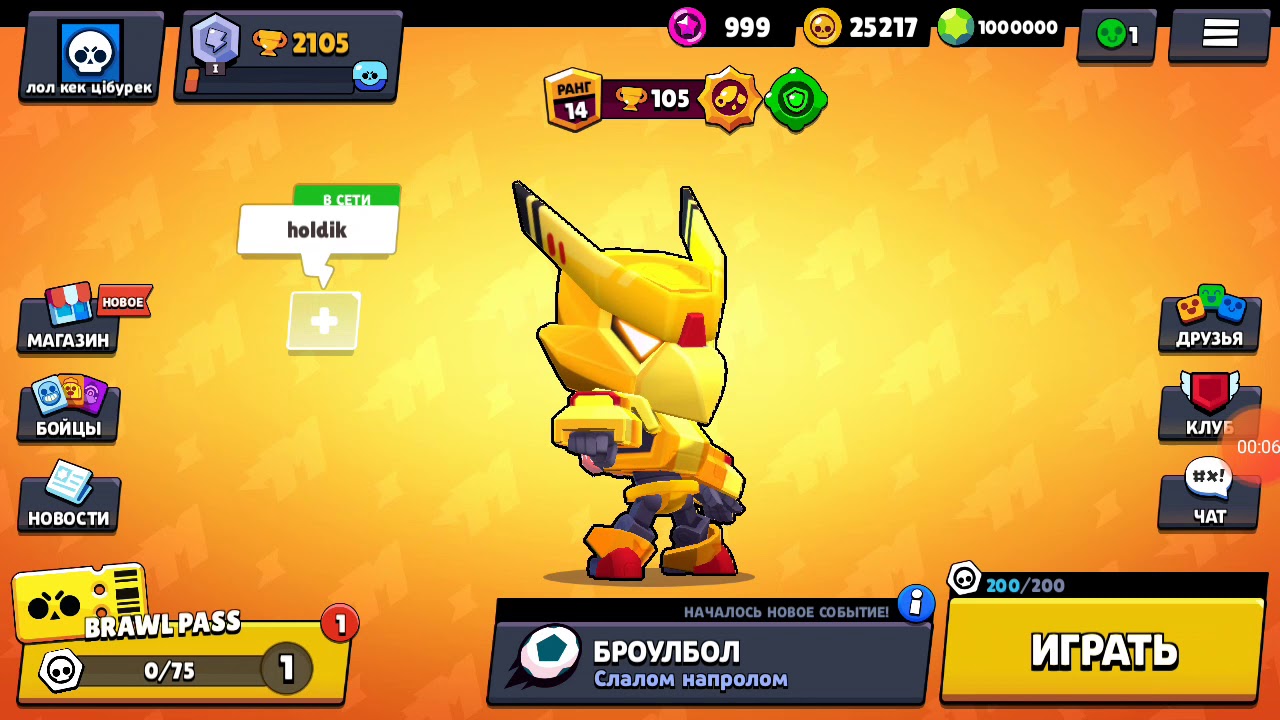 лол кек цібурек
I
2105
999
25217
1000000
1
РАНГ
14
105
В СЕТИ
holdik
НОВОЕ
МАГАЗИН
БОЙЦЫ
НОВОСТИ
ДРУЗЬЯ
КЛУБ
00:06
#×!
ЧАТ
BRAWL PASS
1
0/75
1
НАЧАЛОСЬ НОВОЕ СОБЫТИЕ!
i
БРОУЛБОЛ
Слалом напролом
200/200
ИГРАТЬ